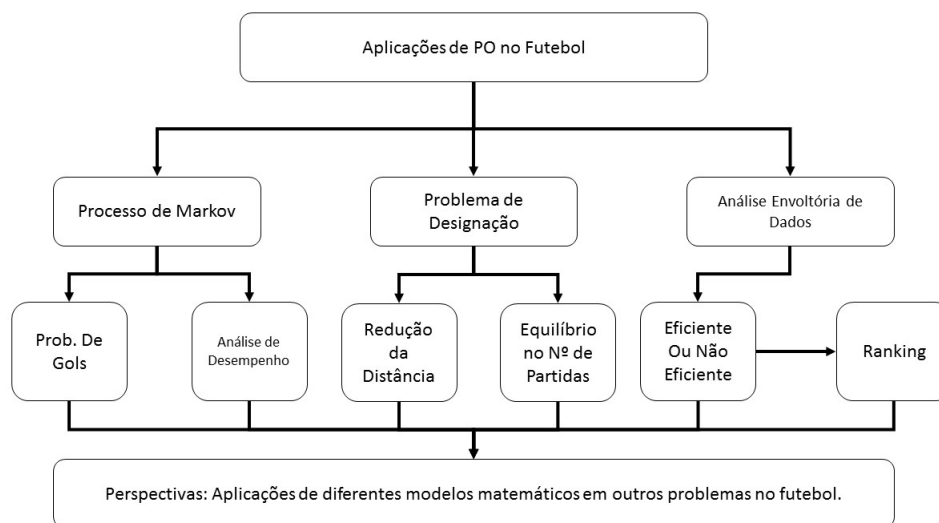 Aplicações de PO no Futebol
Processo de Markov
Problema de
Designação
Análise Envoltória de
Dados
Prob. De
Gols
Análise de
Desempenho
Redução
da
Distância
Equilíbrio
no Nº de
Partidas
Eficiente
Ou Não
Eficiente
Ranking
Perspectivas: Aplicações de diferentes modelos matemáticos em outros problemas no futebol.